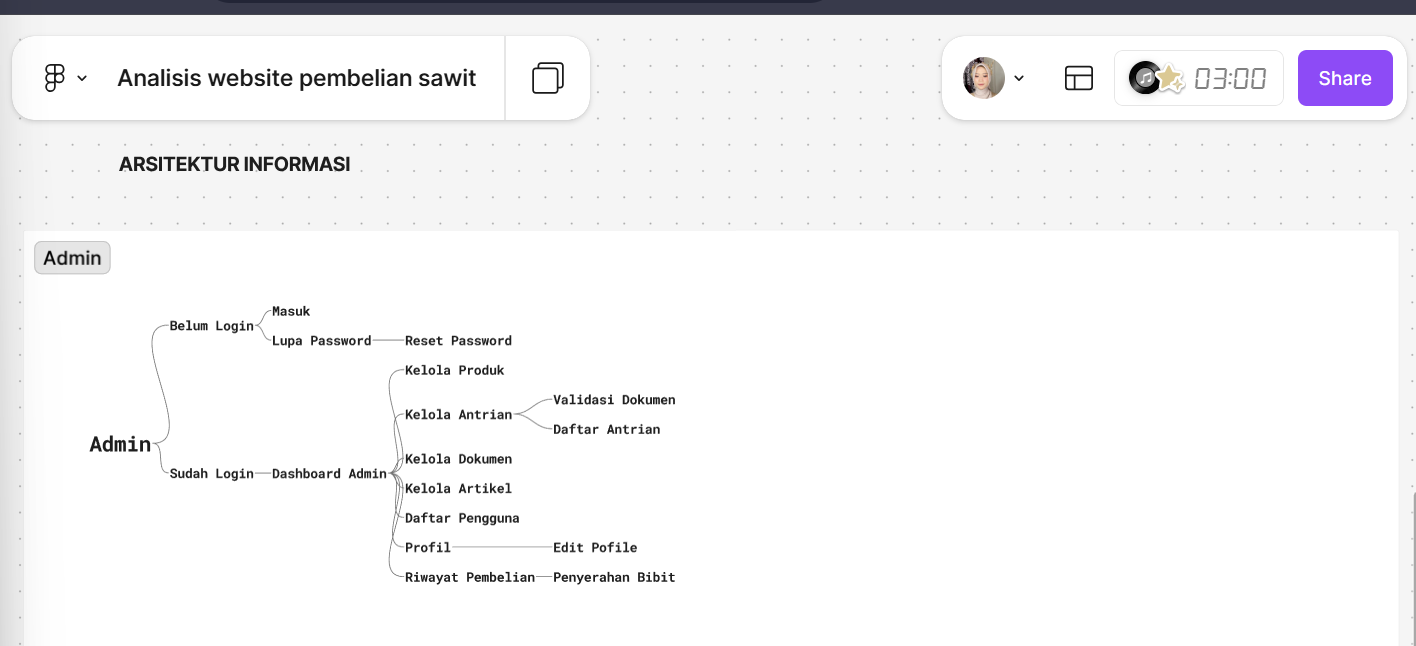 Analisis website pembelian sawit
03:00
Share
ARSITEKTUR INFORMASI
Admin
Masuk
Belum Login
Lupa Password
Reset Password
Kelola Produk
Validasi Dokumen
Kelola Antrian
Daftar Antrian
Admin
Kelola Dokumen
Sudah Login
Dashboard Admin
Kelola Artikel
Daftar Pengguna
Profil
Edit Pofile
Riwayat Pembelian
Penyerahan Bibit